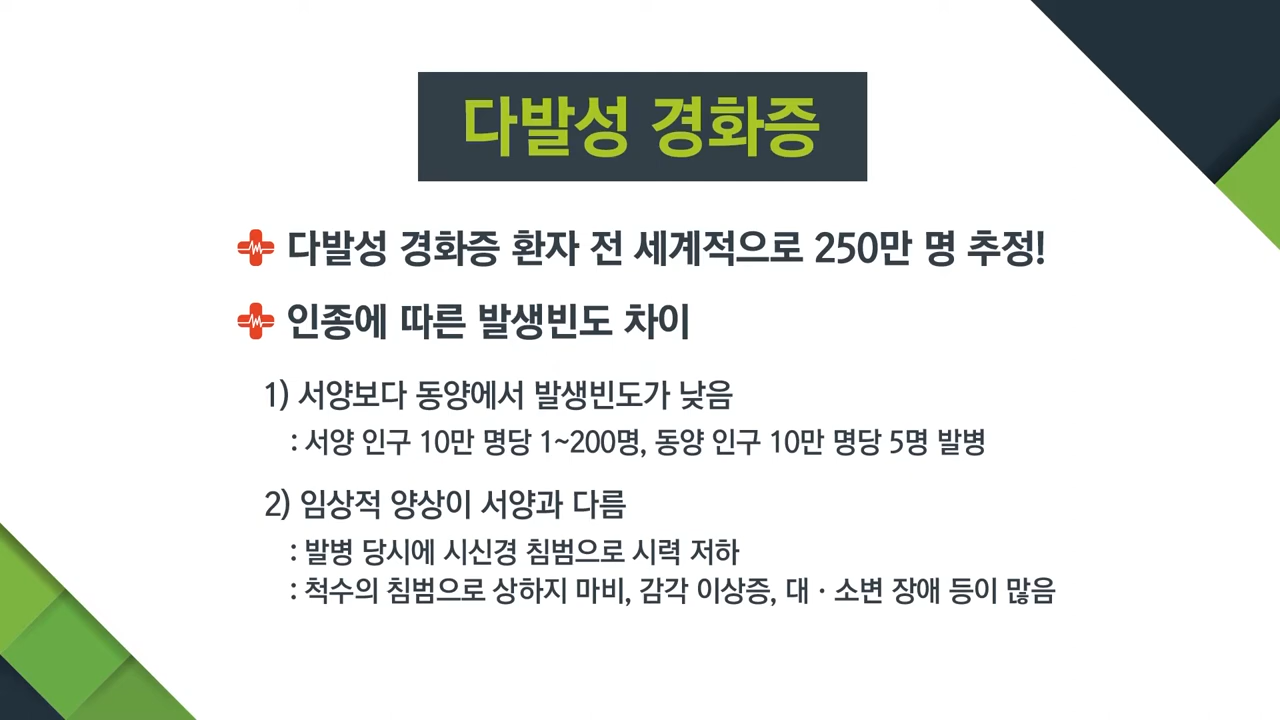 다발성 경화증
다발성 경화증 환자 전 세계적으로 250만 명 추정!
인종에 따른 발생빈도 차이
1) 서양보다 동양에서 발생빈도가 낮음
: 서양 인구 10만 명당 1~200명, 동양 인구 10만 명당 5명 발병
2) 임상적 양상이 서양과 다름
: 발병 당시에 시신경 침범으로 시력 저하
: 척수의 침범으로 상하지 마비, 감각 이상증, 대 · 소변 장애 등이 많음